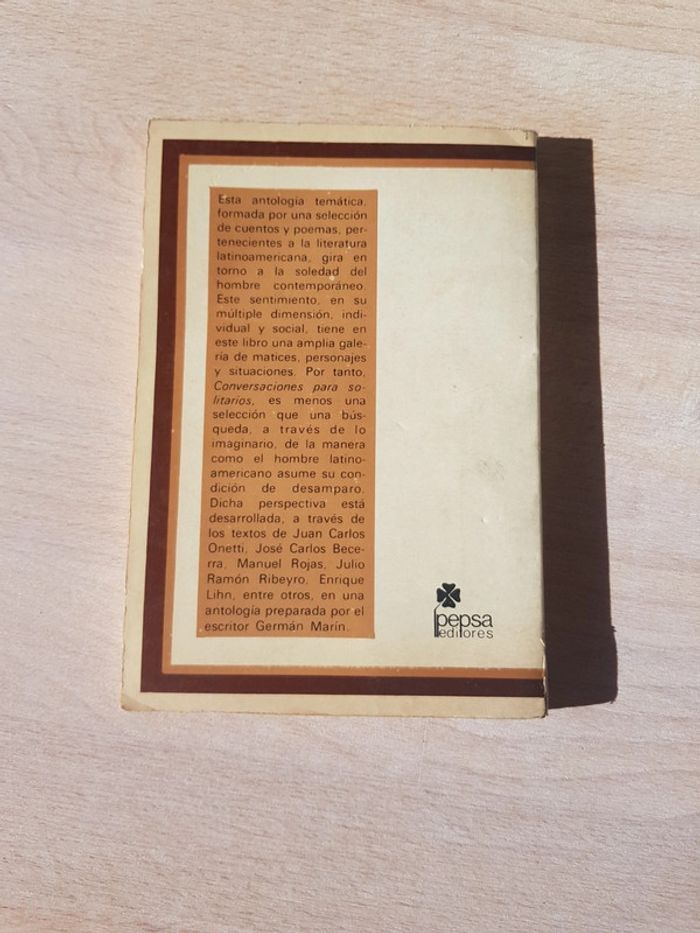 Esta antología temática,
formada por una selección
de cuentos y poemas, per-
tenecientes a la literatura
latinoamericana, gira en
torno a la soledad del
hombre contemporáneo.
Este sentimiento, en su
múltiple dimensión, indi-
vidual y social, tiene en
este libro una amplia gale-
ría de matices, personajes
y situaciones. Por tanto,
Conversaciones para so-
litarios, es menos una
selección que una bús-
queda, a través de lo
imaginario, de la manera
como el hombre latino-
americano asume su con-
dición de desamparo.
Dicha perspectiva está
desarrollada, a través de
los textos de Juan Carlos
Onetti, José Carlos Bece-
rra, Manuel Rojas, Julio
Ramón Ribeyro, Enrique
Lihn, entre otros, en una
antología preparada por el
escritor Germán Marín.
pepsa
editores